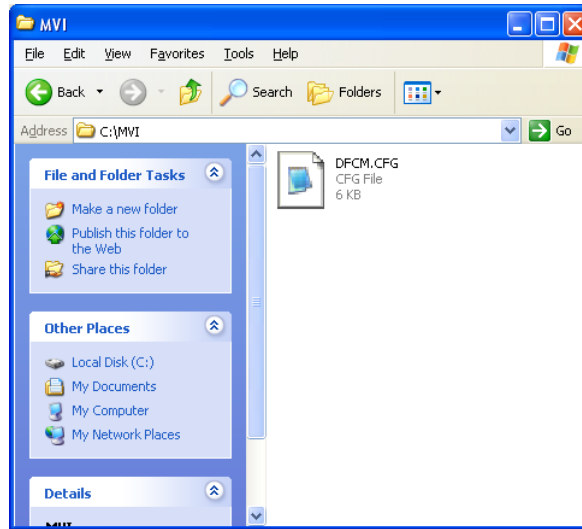 MVI
File Edit View Favorites Tools Help
Back Search Folders
Address C:\MVI Go
File and Folder Tasks
Make a new folder
Publish this folder to
the Web
Share this folder
Other Places
Local Disk (C:)
My Documents
My Computer
My Network Places
Details
MVI
DFCM.CFG
CFG File
6 KB